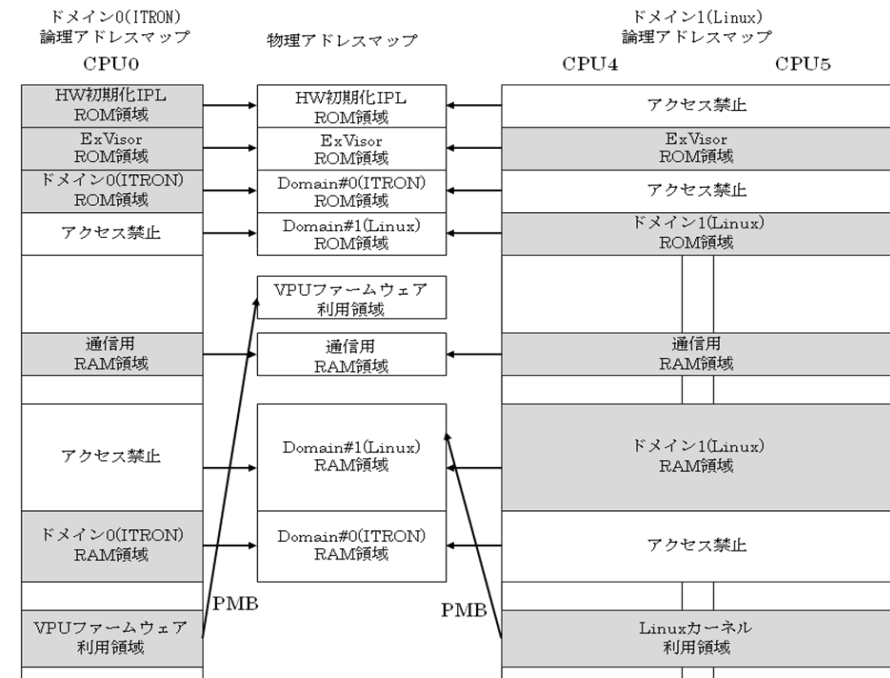 ドメイン0(ITRON)
論理アドレスマップ
CPU0
HW初期化IPL
ROM領域
ExVisor
ROM領域
ドメイン0(ITRON)
ROM領域
アクセス禁止
通信用
RAM領域
アクセス禁止
ドメイン0(ITRON)
RAM領域
VPUファームウェア
利用領域
PMB
物理アドレスマップ
HW初期化IPL
ROM領域
ExVisor
ROM領域
Domain#0(ITRON)
ROM領域
Domain#1(Linux)
ROM領域
VPUファームウェア
利用領域
通信用
RAM領域
Domain#1(Linux)
RAM領域
Domain#0(ITRON)
RAM領域
PMB
ドメイン1(Linux)
論理アドレスマップ
CPU4
CPU5
アクセス禁止
ExVisor
ROM領域
アクセス禁止
ドメイン1(Linux)
ROM領域
通信用
RAM領域
ドメイン1(Linux)
RAM領域
アクセス禁止
Linuxカーネル
利用領域